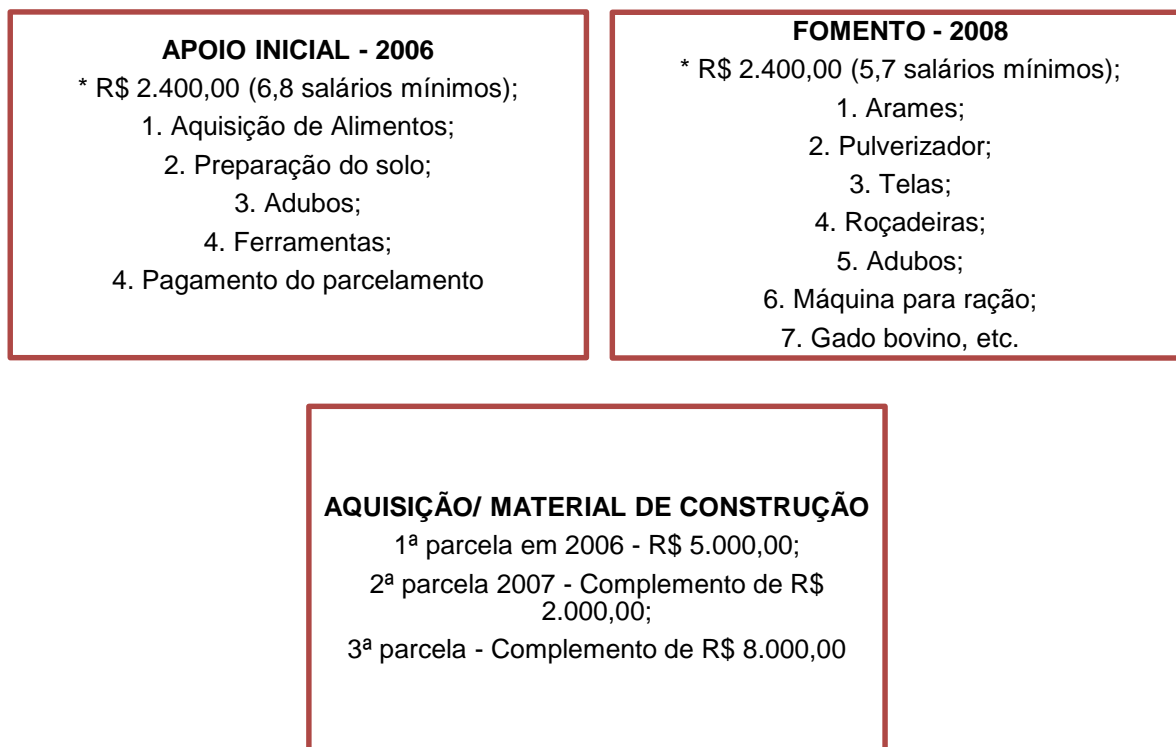 APOIO INICIAL - 2006
* R$ 2.400,00 (6,8 salários mínimos);
1. Aquisição de Alimentos;
2. Preparação do solo;
3. Adubos;
4. Ferramentas;
4. Pagamento do parcelamento
FOMENTO - 2008
* R$ 2.400,00 (5,7 salários mínimos);
1. Arames;
2. Pulverizador;
3. Telas;
4. Roçadeiras;
5. Adubos;
6. Máquina para ração;
7. Gado bovino, etc.
AQUISIÇÃO/ MATERIAL DE CONSTRUÇÃO
1ª parcela em 2006 - R$ 5.000,00;
2ª parcela 2007 - Complemento de R$
2.000,00;
3ª parcela - Complemento de R$ 8.000,00